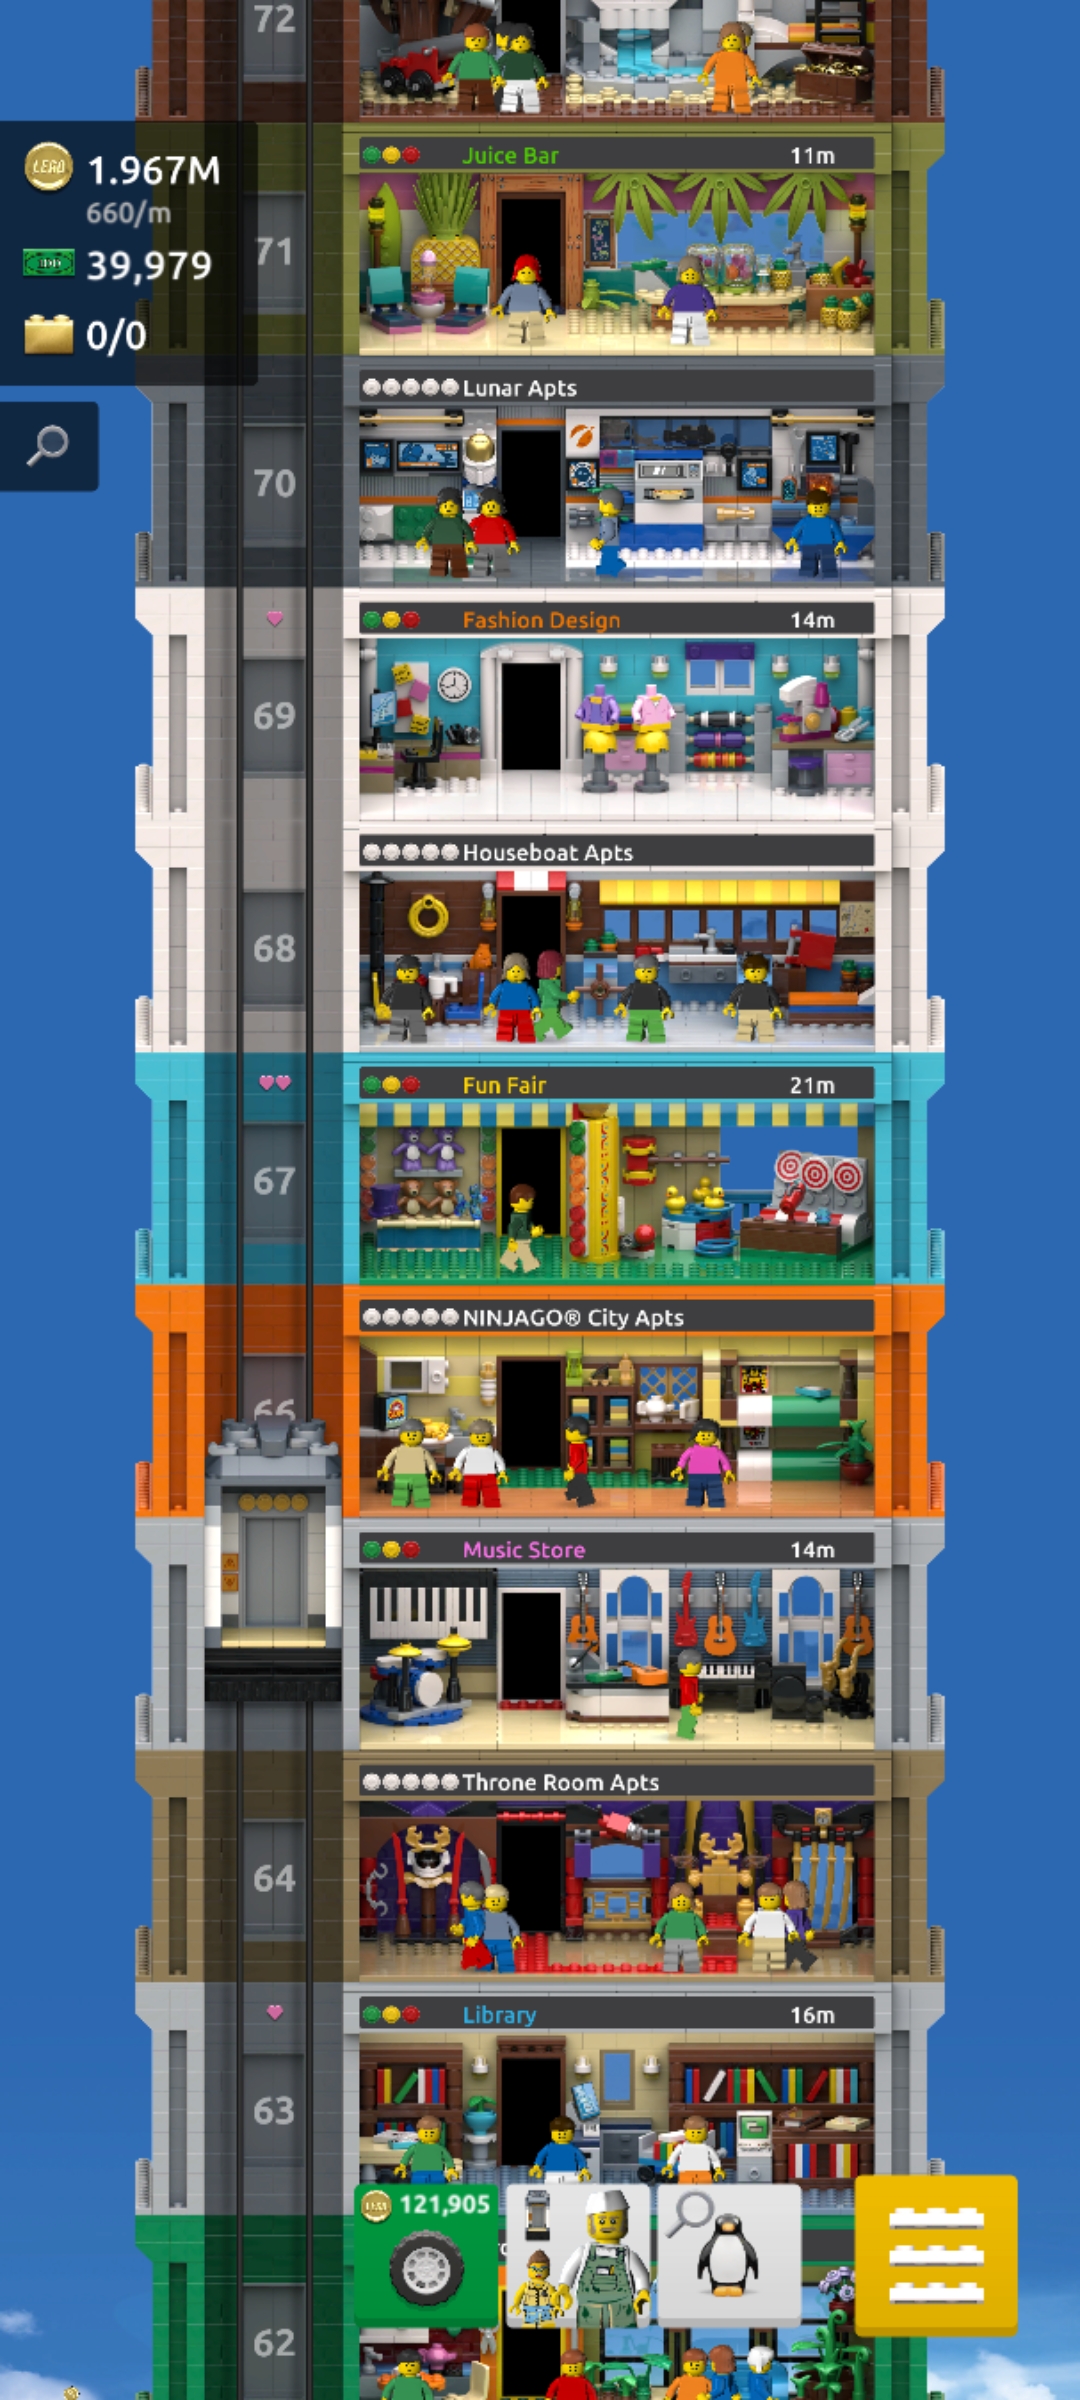 72
Juice Bar 11m
LEGO 1.967M
660/m
71
39,979
0/0
Lunar Apts
70
Fashion Design 14m
69
Houseboat Apts
68
Fun Fair 21m
67
NINJAGO® City Apts
66
Music Store 14m
Throne Room Apts
64
Library 16m
63
121,905
62